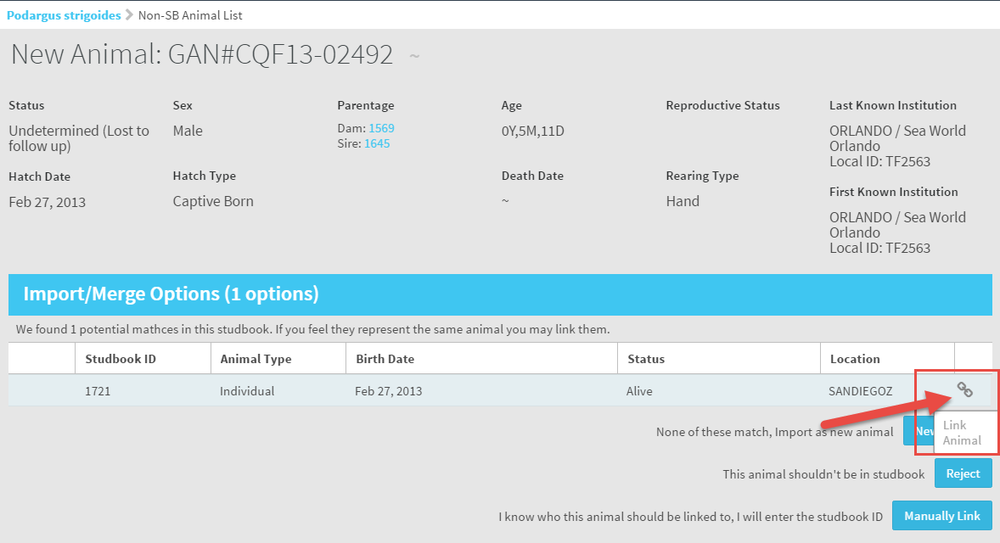 Podargus strigoides > Non-SB Animal List
New Animal: GAN#CQF13-02492 ~
Status
Undetermined (Lost to
follow up)
Sex
Male
Parentage
Dam: 1569
Sire: 1645
Age
0Y,5M,11D
Reproductive Status
Last Known Institution
ORLANDO / Sea World
Orlando
Local ID: TF2563
Hatch Date
Feb 27, 2013
Hatch Type
Captive Born
Death Date
~
Rearing Type
Hand
First Known Institution
ORLANDO / Sea World
Orlando
Local ID: TF2563
Import/Merge Options (1 options)
We found 1 potential mathces in this studbook. If you feel they represent the same animal you may link them.
Studbook ID Animal Type Birth Date Status Location
1721 Individual Feb 27, 2013 Alive SANDIEGOZ
Link
Animal
None of these match, Import as new animal New
This animal shouldn't be in studbook Reject
I know who this animal should be linked to, I will enter the studbook ID Manually Link